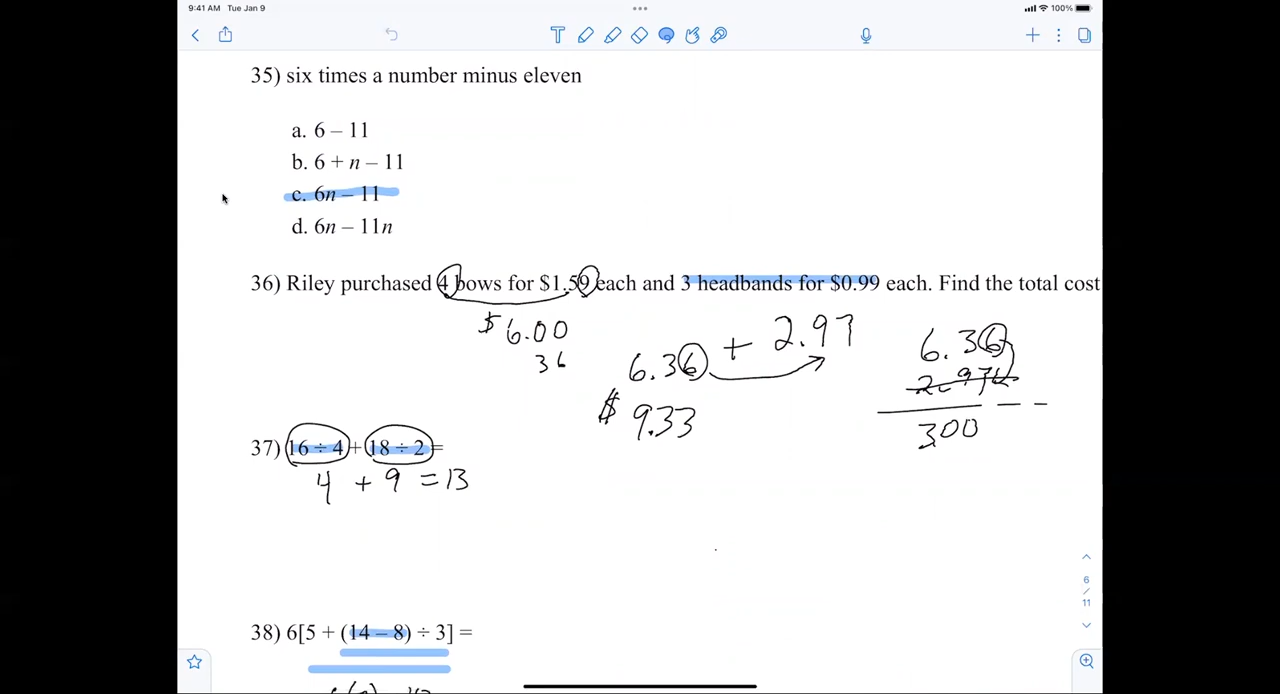 9:41 AM Tue Jan 9
100%
35) six times a number minus eleven
a. 6 – 11
b. 6 + n – 11
c. 6n – 11
d. 6n – 11n
36) Riley purchased 4 bows for $1.59 each and 3 headbands for $0.99 each. Find the total cost
$6.00
36
6.36 + 2.97
$9.33
6.36
300
37) 16 ÷ 4 + 18 ÷ 2 =
4 + 9 = 13
6
/
11
38) 6[5 + (14 – 8) ÷ 3] =